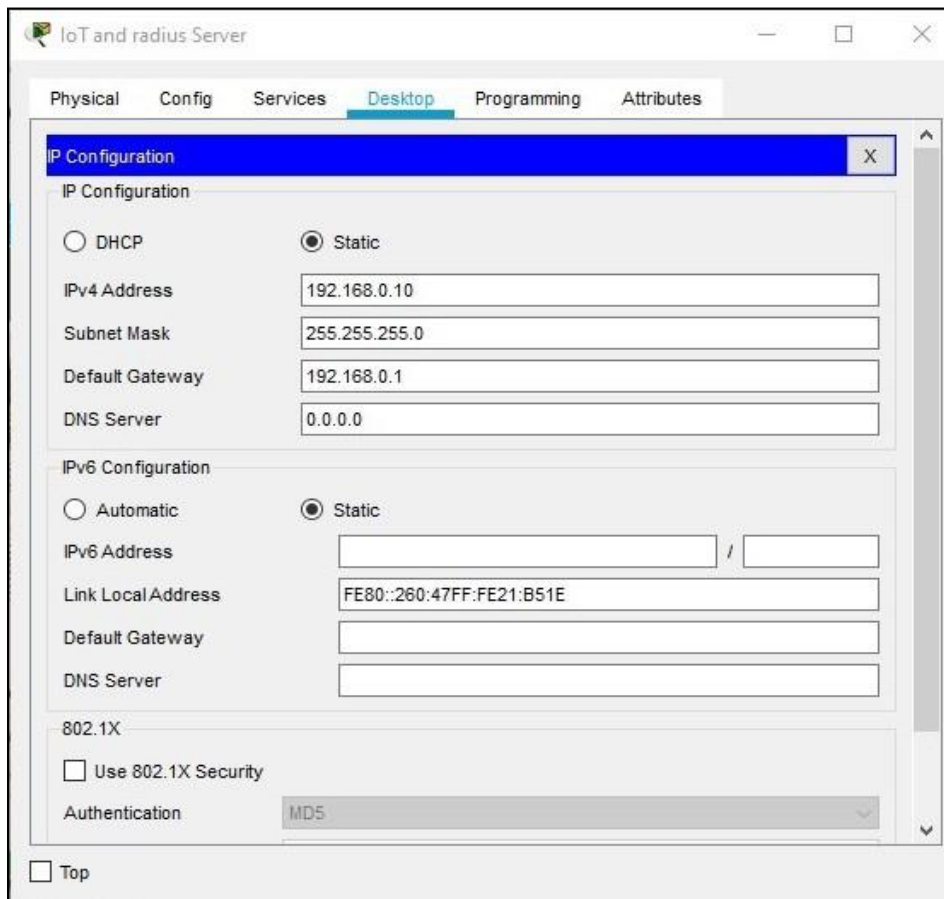 IoT and radius Server
Physical Config Services Desktop Programming Attributes
IP Configuration X
IP Configuration
DHCP Static
IPv4 Address 192.168.0.10
Subnet Mask 255.255.255.0
Default Gateway 192.168.0.1
DNS Server 0.0.0.0
IPv6 Configuration
Automatic Static
IPv6 Address /
Link Local Address FE80::260:47FF:FE21:B51E
Default Gateway
DNS Server
802.1X
Use 802.1X Security
Authentication MD5
Top